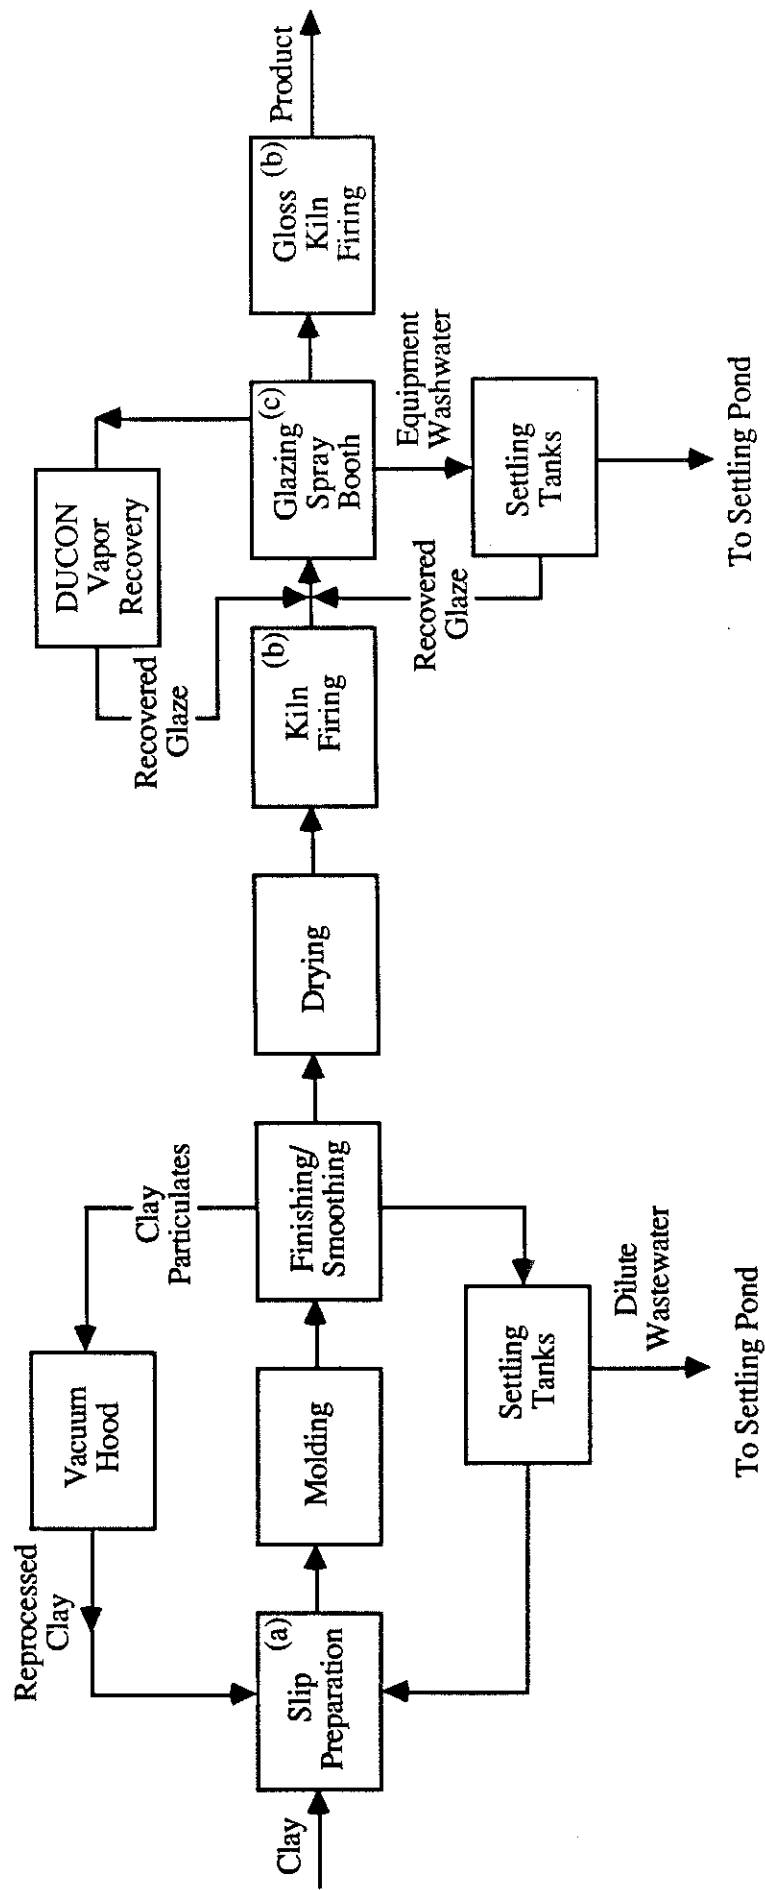 Clay
(a)
Slip
Preparation
Reprocessed
Clay
Vacuum
Hood
Molding
Clay
Particulates
Finishing/
Smoothing
Settling
Tanks
Dilute
Wastewater
To Settling Pond
Drying
(b)
Kiln
Firing
Recovered
Glaze
DUCON
Vapor
Recovery
Recovered
Glaze
(c)
Glazing
Spray
Booth
Equipment
Washwater
Settling
Tanks
To Settling Pond
(b)
Gloss
Kiln
Firing
Product